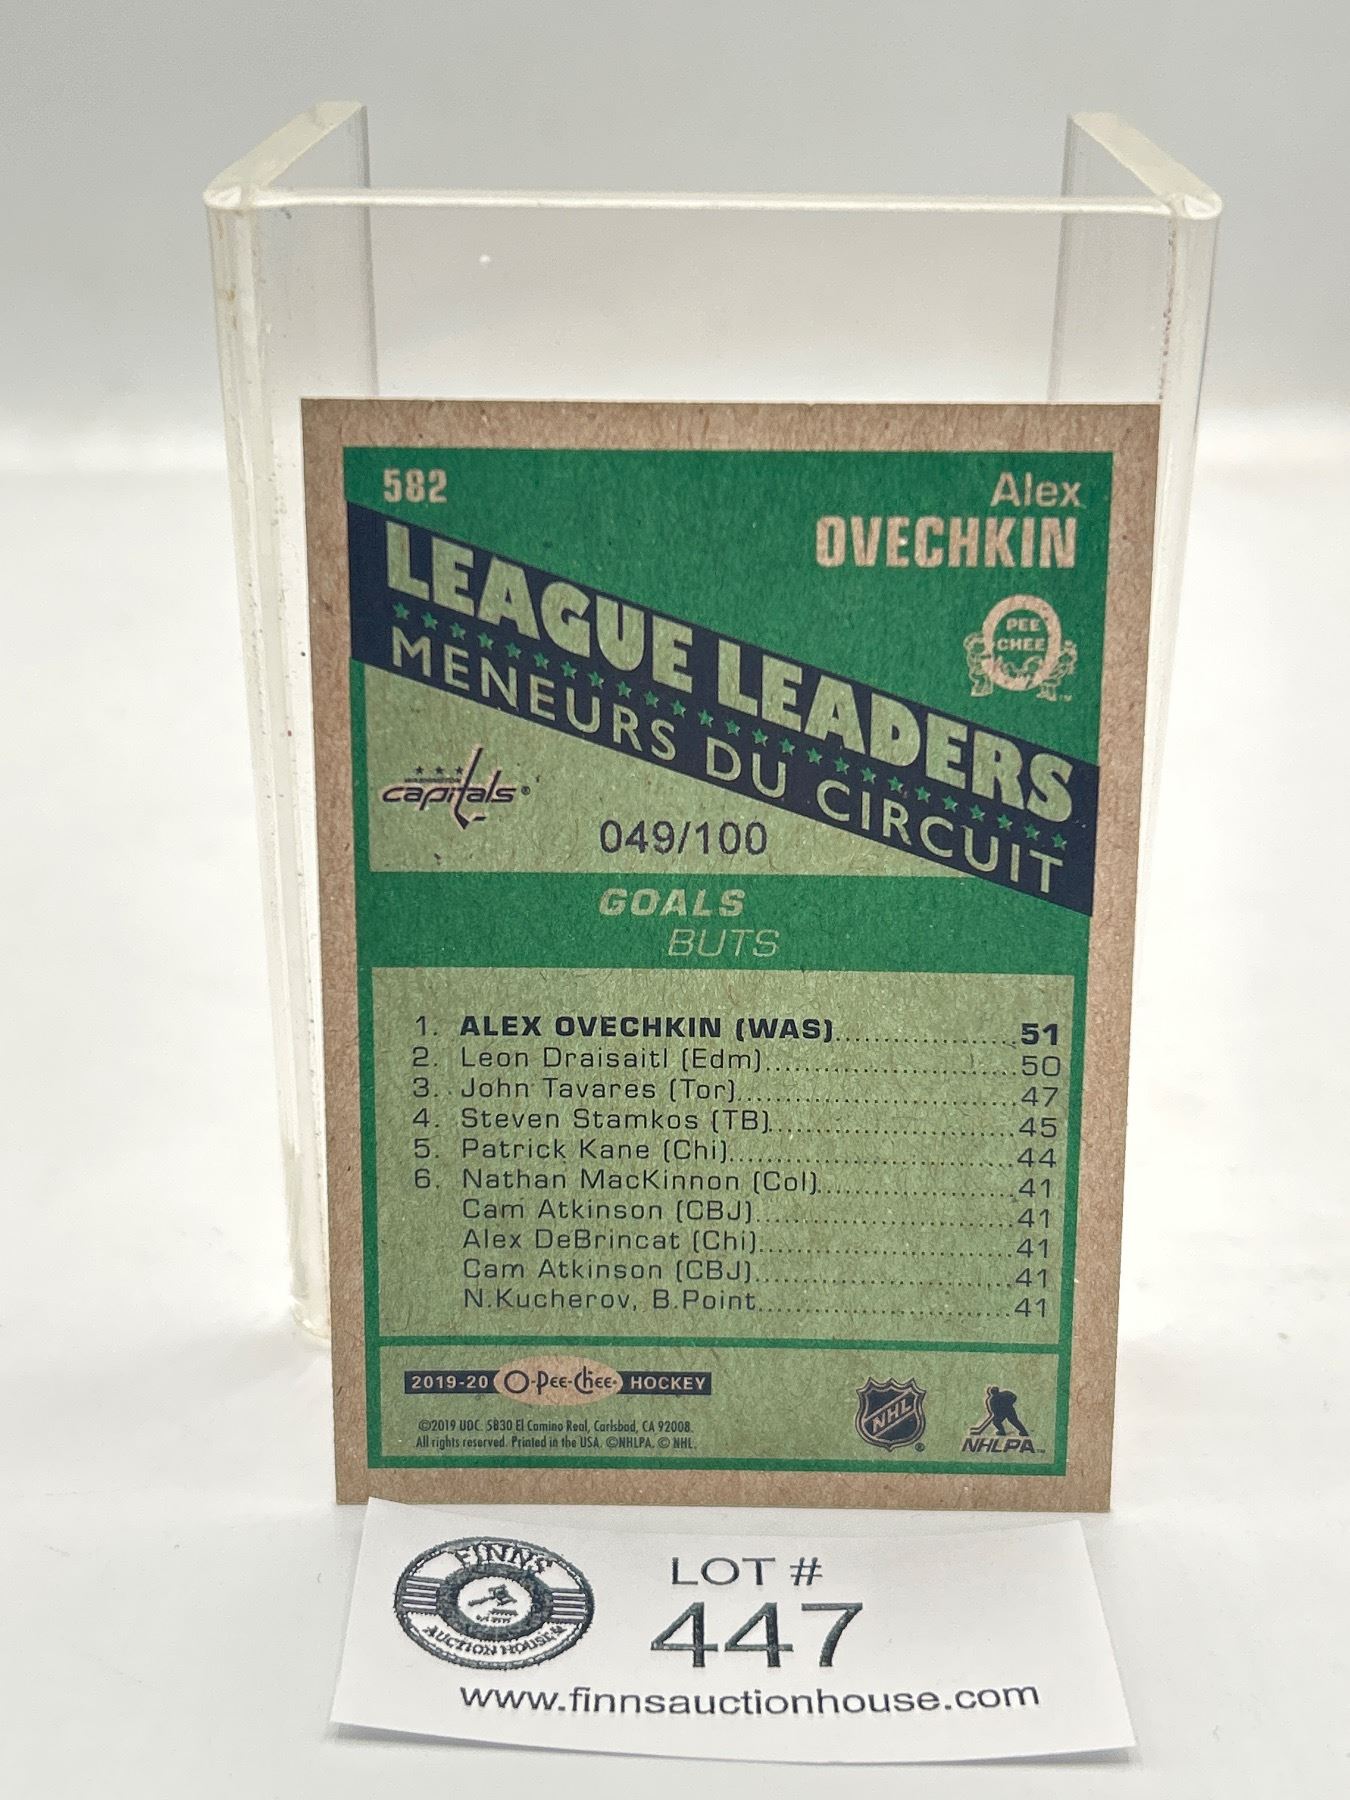 582
Alex
OVECHKIN
LEAGUE LEADERS
MENEURS DU CIRCUIT
PEE
CHEE
TM
WASHINGTON
capitals®
049/100
GOALS
BUTS
1. ALEX OVECHKIN (WAS)....................51
2. Leon Draisaitl (Edm)..........................50
3. John Tavares (Tor)............................47
4. Steven Stamkos (TB).........................45
5. Patrick Kane (Chi).............................44
6. Nathan MacKinnon (Col)....................41
Cam Atkinson (CBJ)..........................41
Alex DeBrincat (Chi)..........................41
Cam Atkinson (CBJ)..........................41
N.Kucherov, B.Point..........................41
2019-20 O-Pee-Chee® HOCKEY
©2019 UDC. 5830 El Camino Real, Carlsbad, CA 92008.
All rights reserved. Printed in the USA. ©NHLPA. © NHL.
NHL®
NHLPA™
FINNS
AUCTION HOUSE
LOT #
447
www.finnsauctionhouse.com